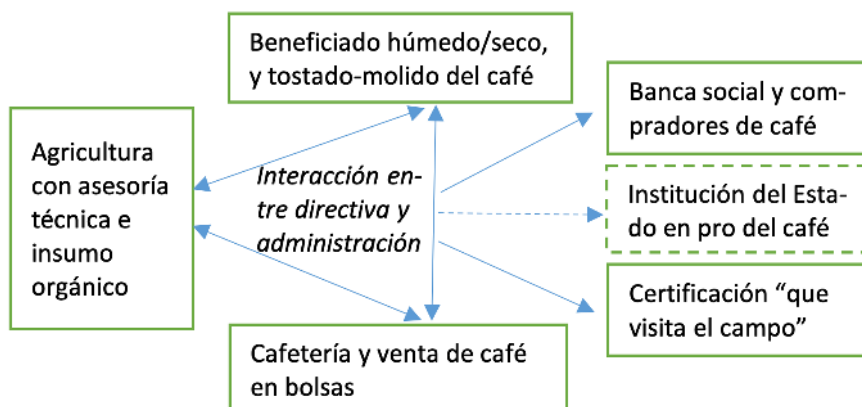 Beneficiado húmedo/seco,
y tostado-molido del café
Agricultura
con asesoría
técnica e
insumo
orgánico
Interacción en-
tre directiva y
administración
Banca social y com-
pradores de café
Institución del Esta-
do en pro del café
Certificación “que
visita el campo”
Cafetería y venta de café
en bolsas